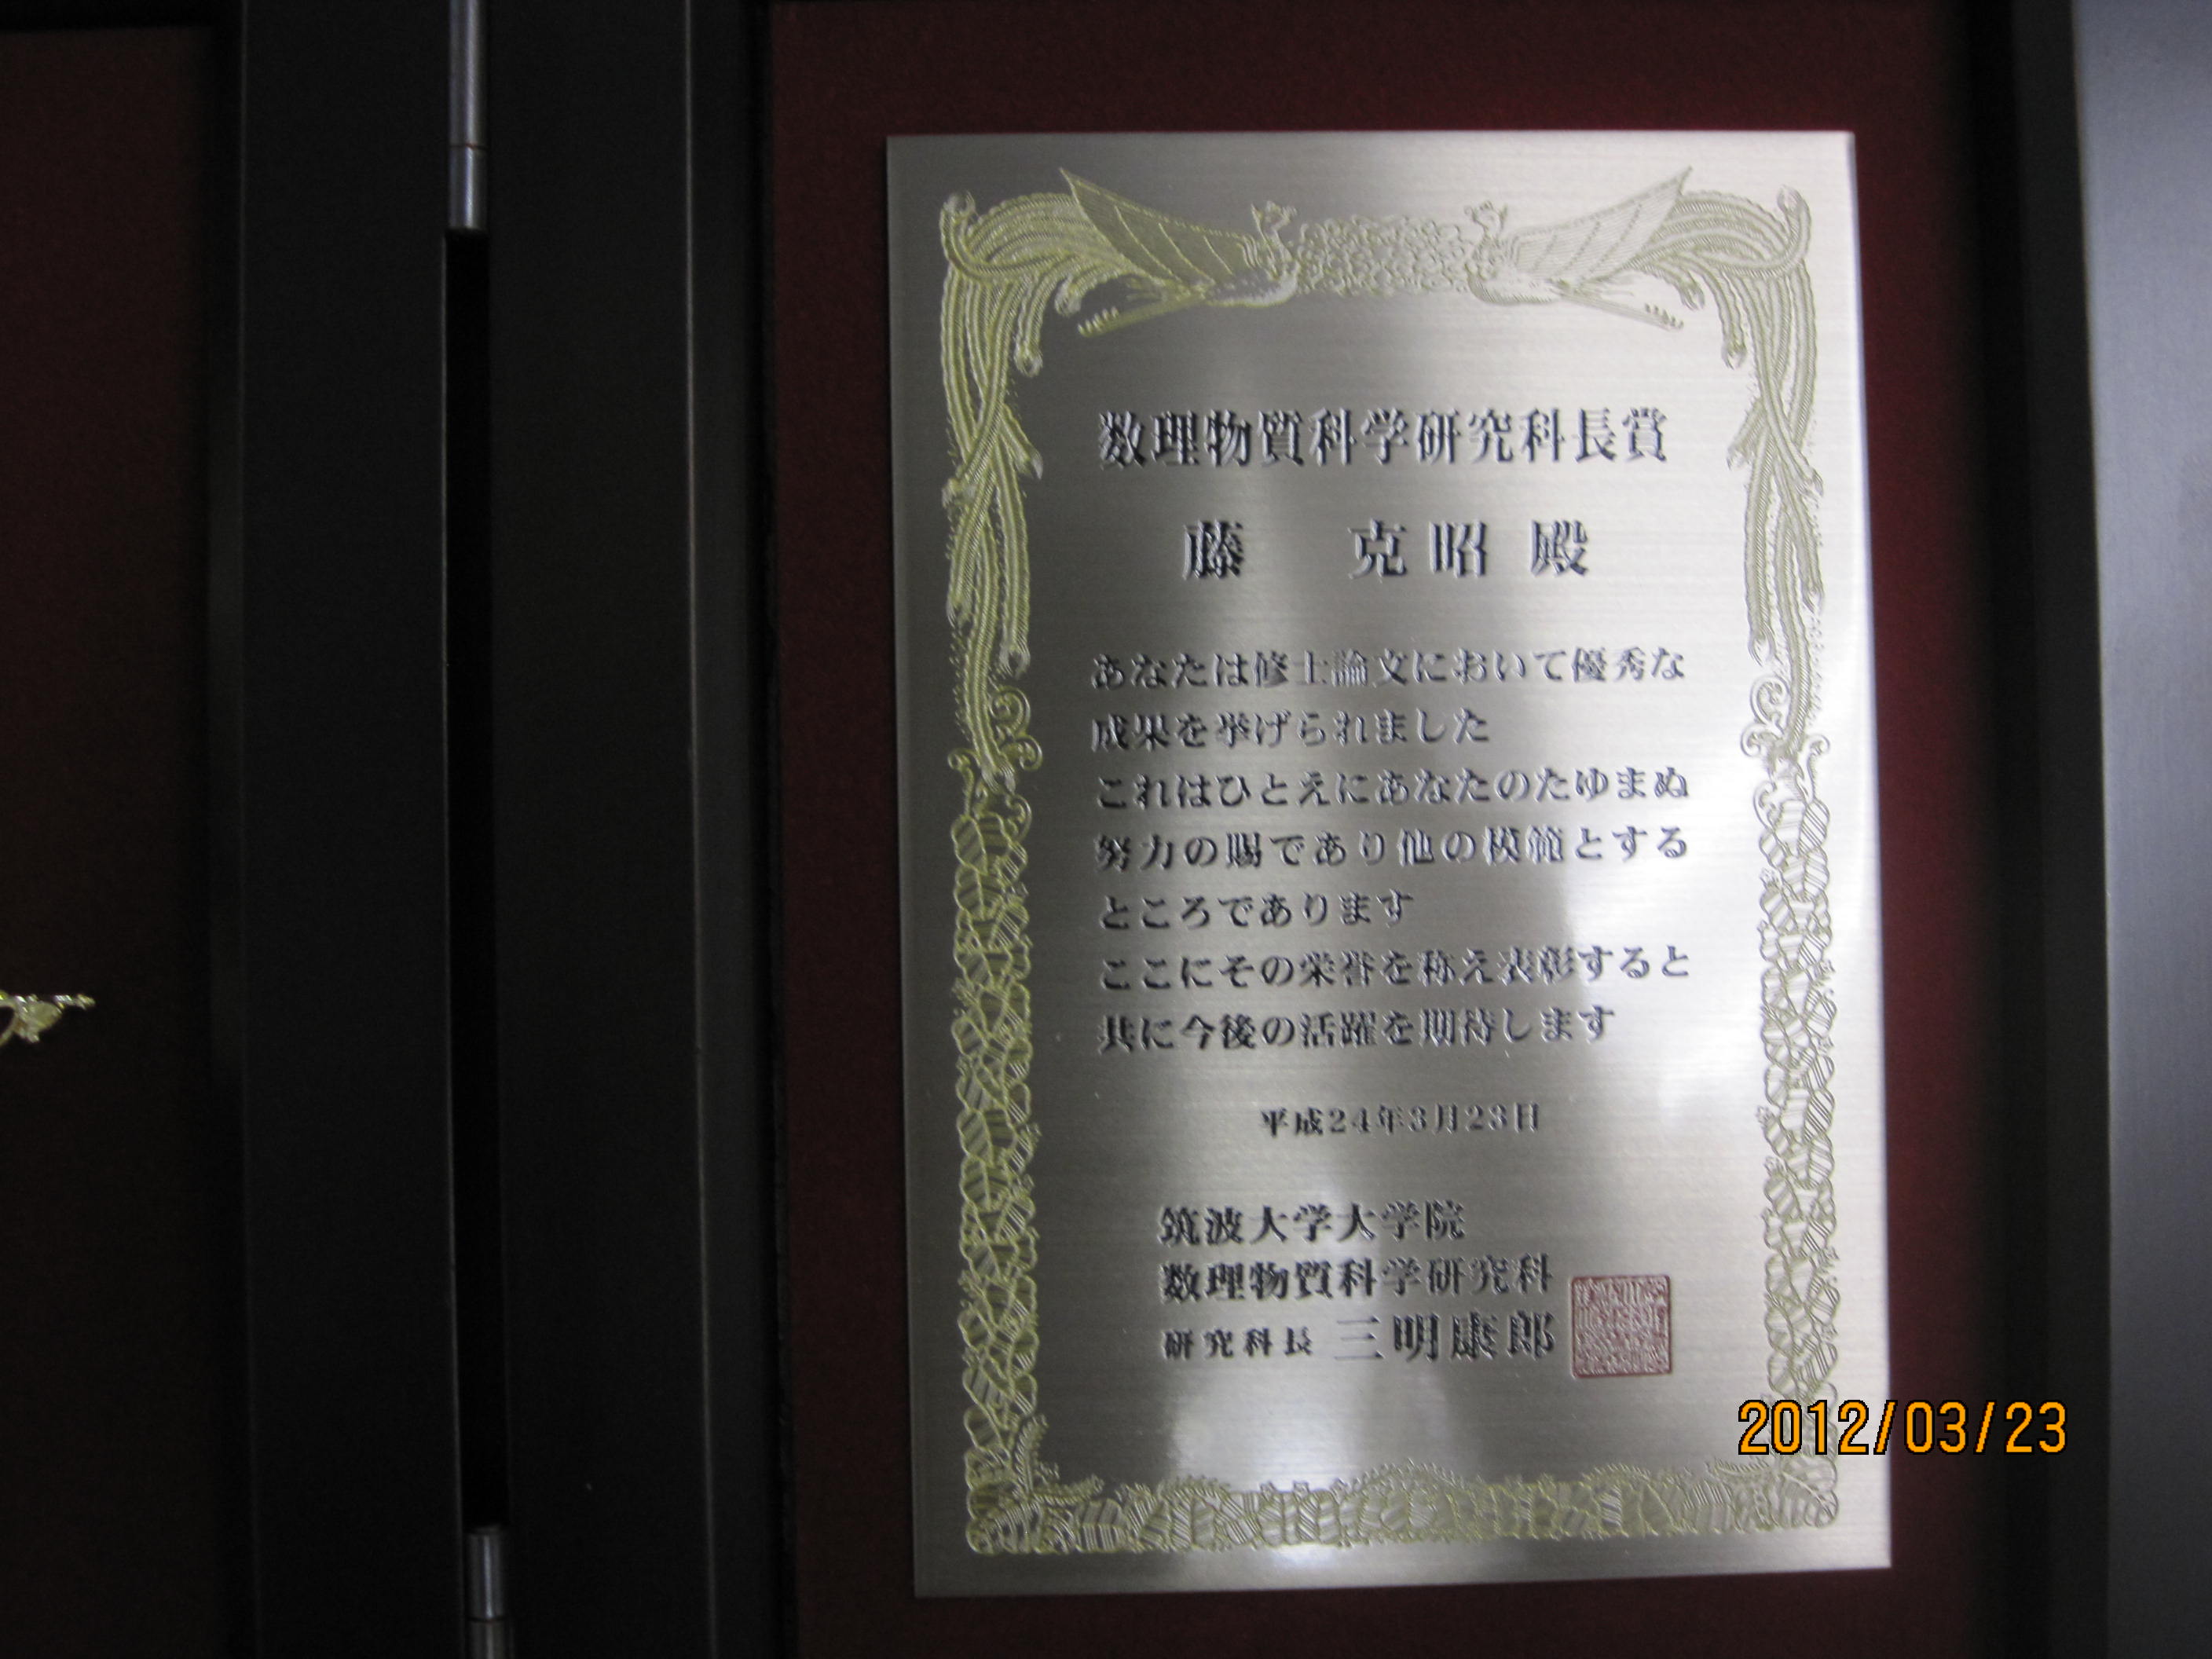 数理物質科学研究科長賞
藤 克昭 殿
あなたは修士論文において優秀な
成果を挙げられました
これはひとえにあなたのたゆまぬ
努力の賜であり他の模範とする
ところであります
ここにその栄誉を称え表彰すると
共に今後の活躍を期待します
平成24年3月23日
筑波大学大学院
数理物質科学研究科
研究科長 三明康郎
2012/03/23